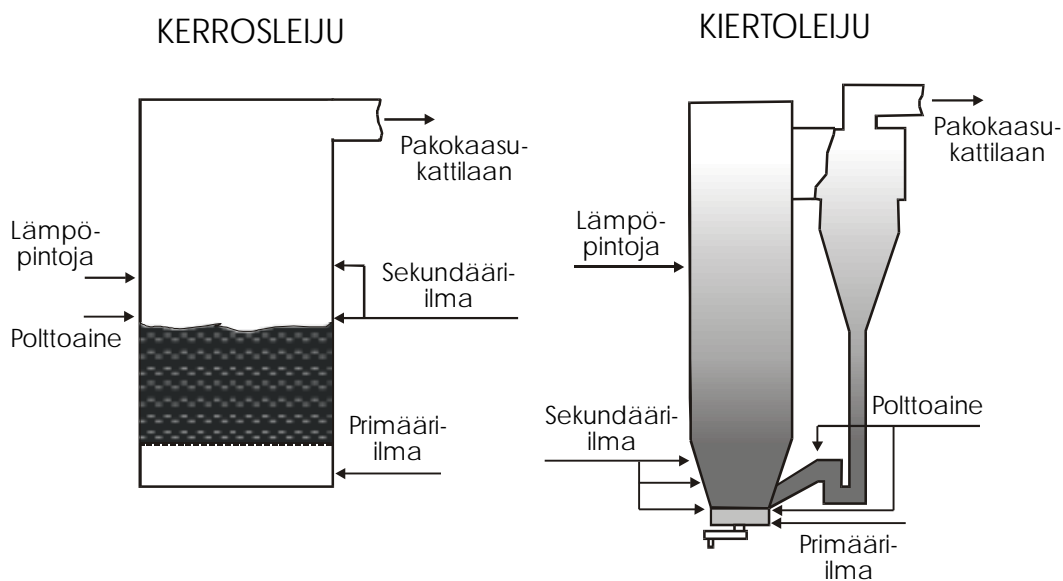 KERROSLEIJU
Pakokaasu-
kattilaan
Lämpö-
pintoja
Polttoaine
Sekundääri-
ilma
Primääri-
ilma
KIERTOLEIJU
Pakokaasu-
kattilaan
Lämpö-
pintoja
Sekundääri-
ilma
Polttoaine
Primääri-
ilma